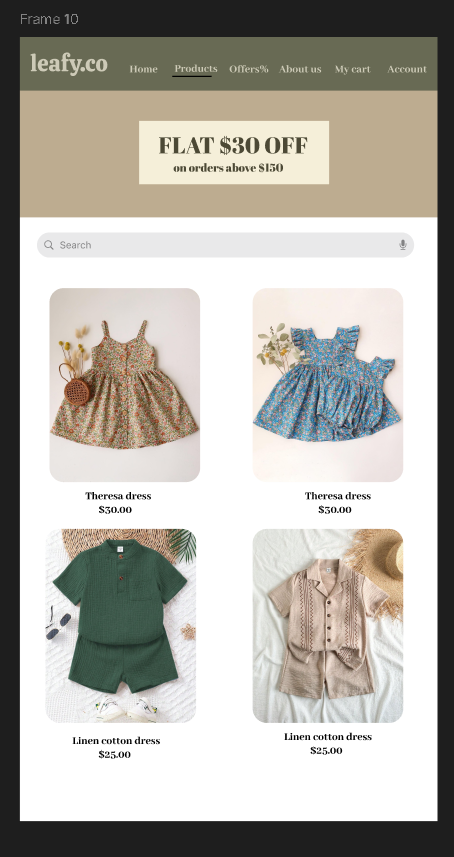 Frame 10
leafy.co
Home Products Offers% About us My cart Account
FLAT $30 OFF
on orders above $150
Search
Theresa dress
$30.00
Theresa dress
$30.00
Linen cotton dress
$25.00
Linen cotton dress
$25.00